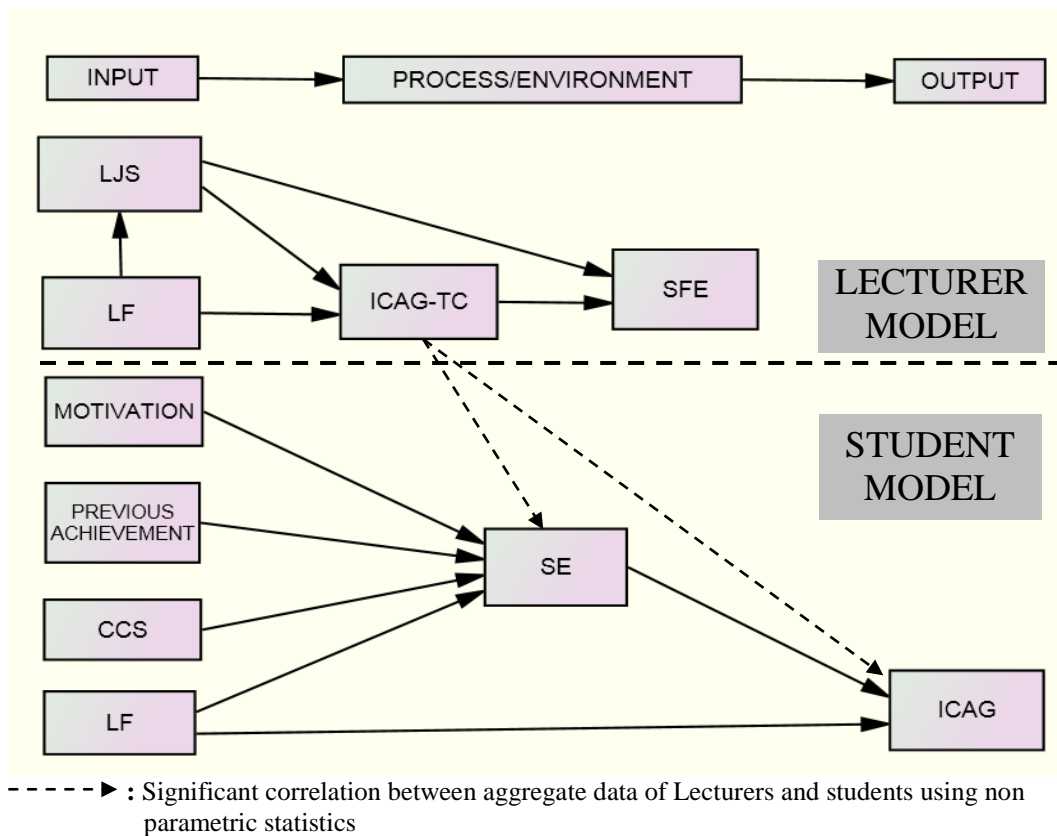 INPUT
PROCESS/ENVIRONMENT
OUTPUT
LJS
LF
ICAG-TC
SFE
LECTURER
MODEL
MOTIVATION
PREVIOUS
ACHIEVEMENT
CCS
LF
SE
STUDENT
MODEL
ICAG
: Significant correlation between aggregate data of Lecturers and students using non
parametric statistics